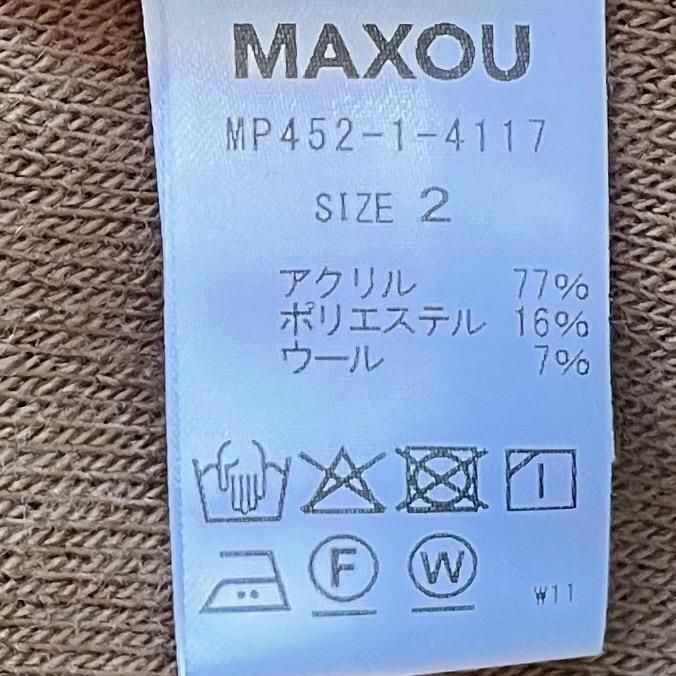 MAXOU
MP452-1-4117
SIZE 2
アクリル 77%
ポリエステル 16%
ウール 7%
F W
W11